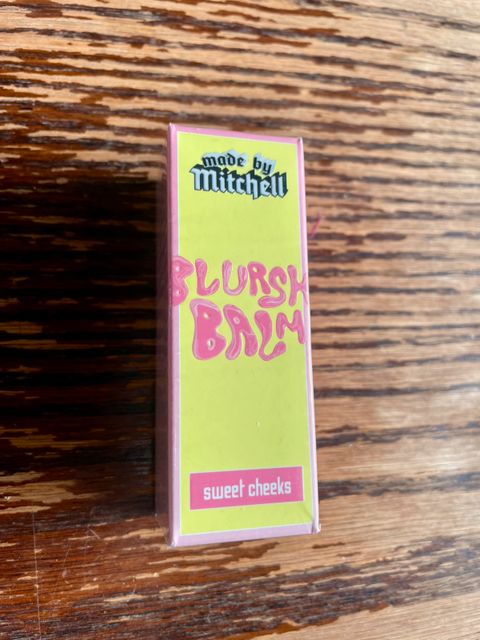 made by
Mitchell
BLURSH
BALM
sweet cheeks